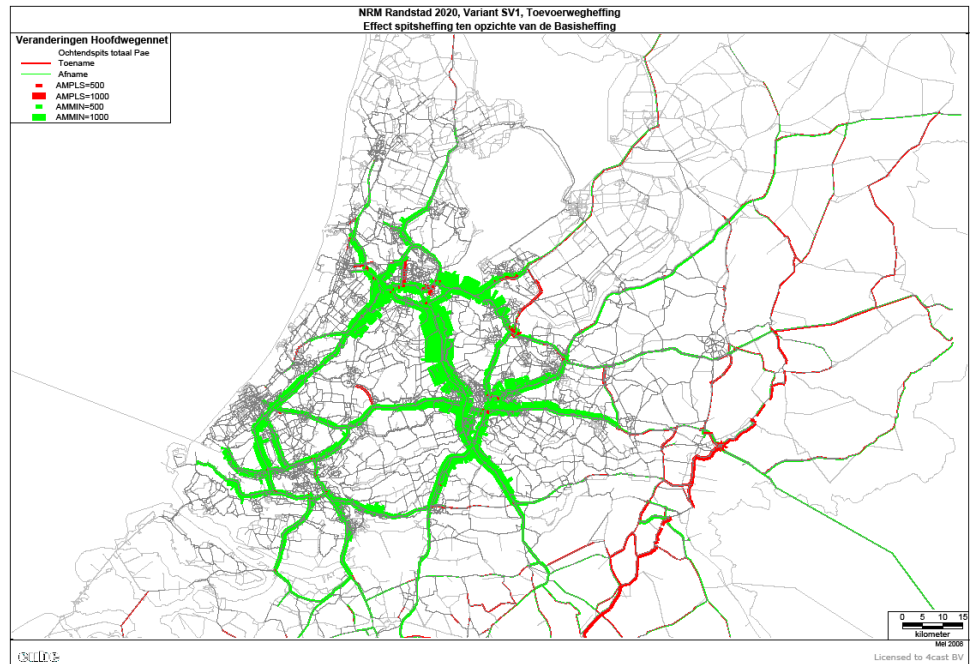 NRM Randstad 2020, Variant SV1, Toevoerwegheffing
Effect spitsheffing ten opzichte van de Basisheffing
Veranderingen Hoofdwegennet
Ochtendspits totaal Pae
Toename
Afname
AMPLS=500
AMPLS=1000
AMMIN=500
AMMIN=1000
0 5 10 15
kilometer
Mei 2008
cube
Licensed to 4cast BV